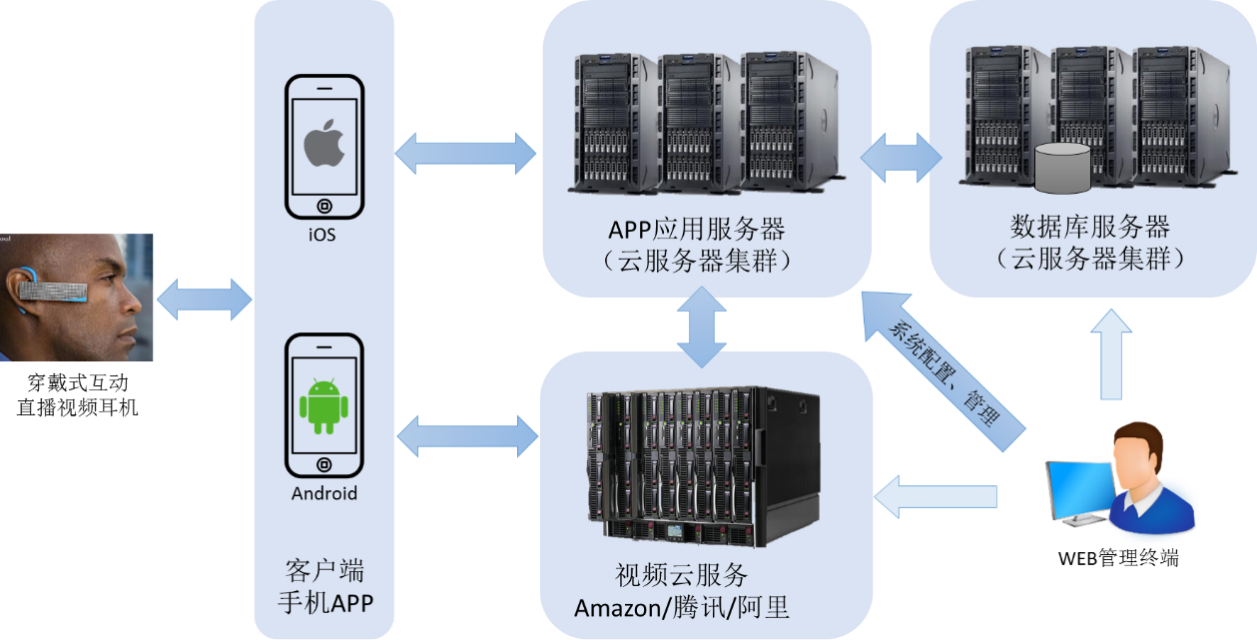 穿戴式互动
直播视频耳机
iOS
Android
客户端
手机APP
APP应用服务器
（云服务器集群）
数据库服务器
（云服务器集群）
系统配置、管理
视频云服务
Amazon/腾讯/阿里
WEB管理终端